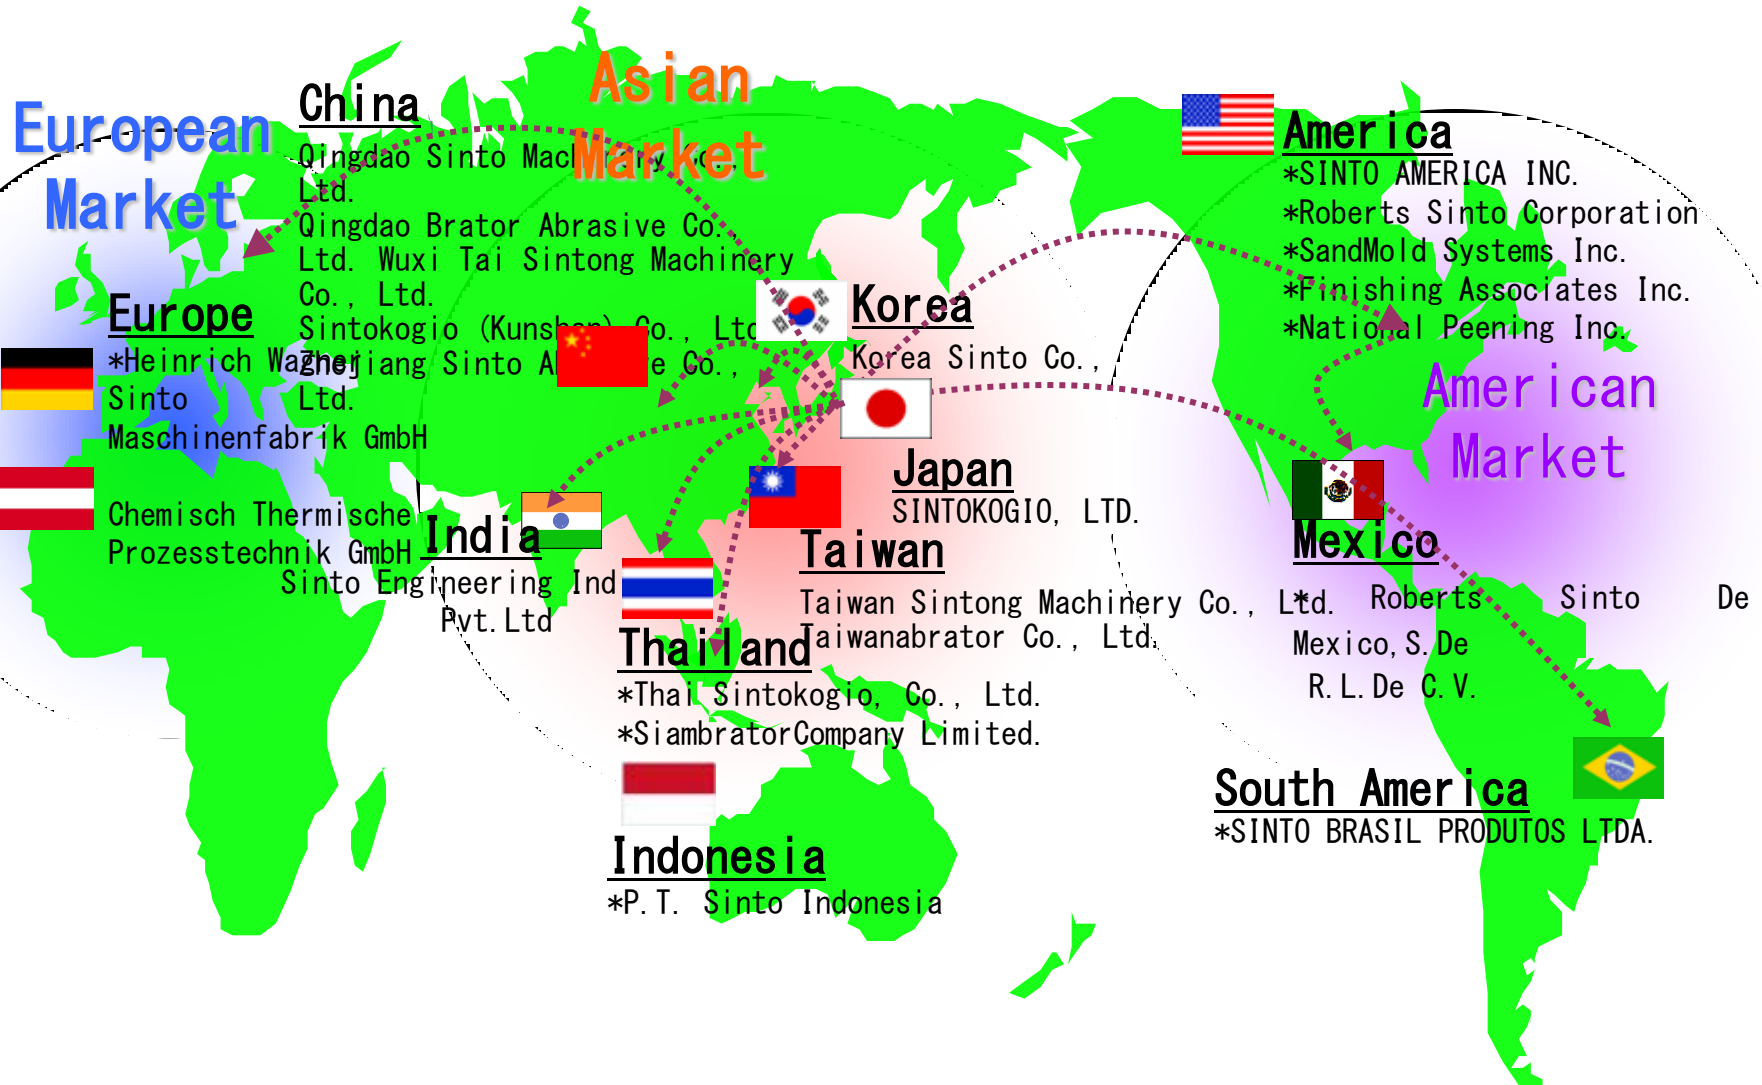 European
Market
Asian
Market
China
Qingdao Sinto Mac Co.,
Ltd.
Qingdao Brator Abrasive Co.,
Ltd. Wuxi Tai Sintong Machinery
Co., Ltd.
Sintokogio (Kunshan) Co., Ltd
Zhejiang Sinto A e Co.,
Ltd.
Europe
*Heinrich Wagner
Sinto
Maschinenfabrik GmbH
Chemisch Thermische
Prozesstechnik GmbH
India
Sinto Engineering Ind
Pvt.Ltd
Korea
Korea Sinto Co.,
Japan
SINTOKOGIO, LTD.
Taiwan
Taiwan Sintong Machinery Co., Ltd.
Taiwanabrator Co., Ltd.
Thailand
*Thai Sintokogio, Co., Ltd.
*SiambratorCompany Limited.
Indonesia
*P.T. Sinto Indonesia
America
*SINTO AMERICA INC.
*Roberts Sinto Corporation
*SandMold Systems Inc.
*Finishing Associates Inc.
*National Peening Inc.
American
Market
Mexico
* Roberts Sinto De
Mexico,S.De
R.L.De C.V.
South America
*SINTO BRASIL PRODUTOS LTDA.